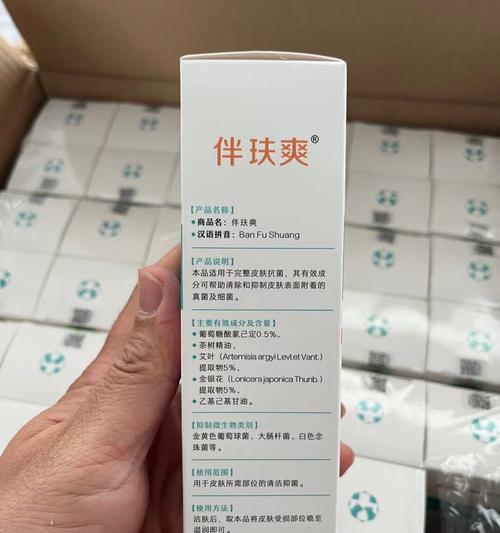 伴玞爽®
【产品名称】
● 商品名：伴玞爽
● 汉语拼音：Ban Fu Shuang
【产品说明】
本品适用于完整皮肤抗菌，其有效成
分可帮助清除和抑制皮肤表面附着的
真菌及细菌。
【主要有效成分及含量】
● 葡萄糖酸氯己定0.5%、
● 茶树精油、
● 艾叶（Artemisia argyi Levl.et Vant.）
提取物5%、
● 金银花（Lonicera japonica Thunb.）
提取物5%、
● 乙基己基甘油。
【抑制微生物类别】
金黄色葡萄球菌、大肠杆菌、白色念
珠菌等。
【使用范围】
用于皮肤所需部位的清洁抑菌。
【使用方法】
洁肤后，取本品将皮肤受损部位喷至
湿润即可。